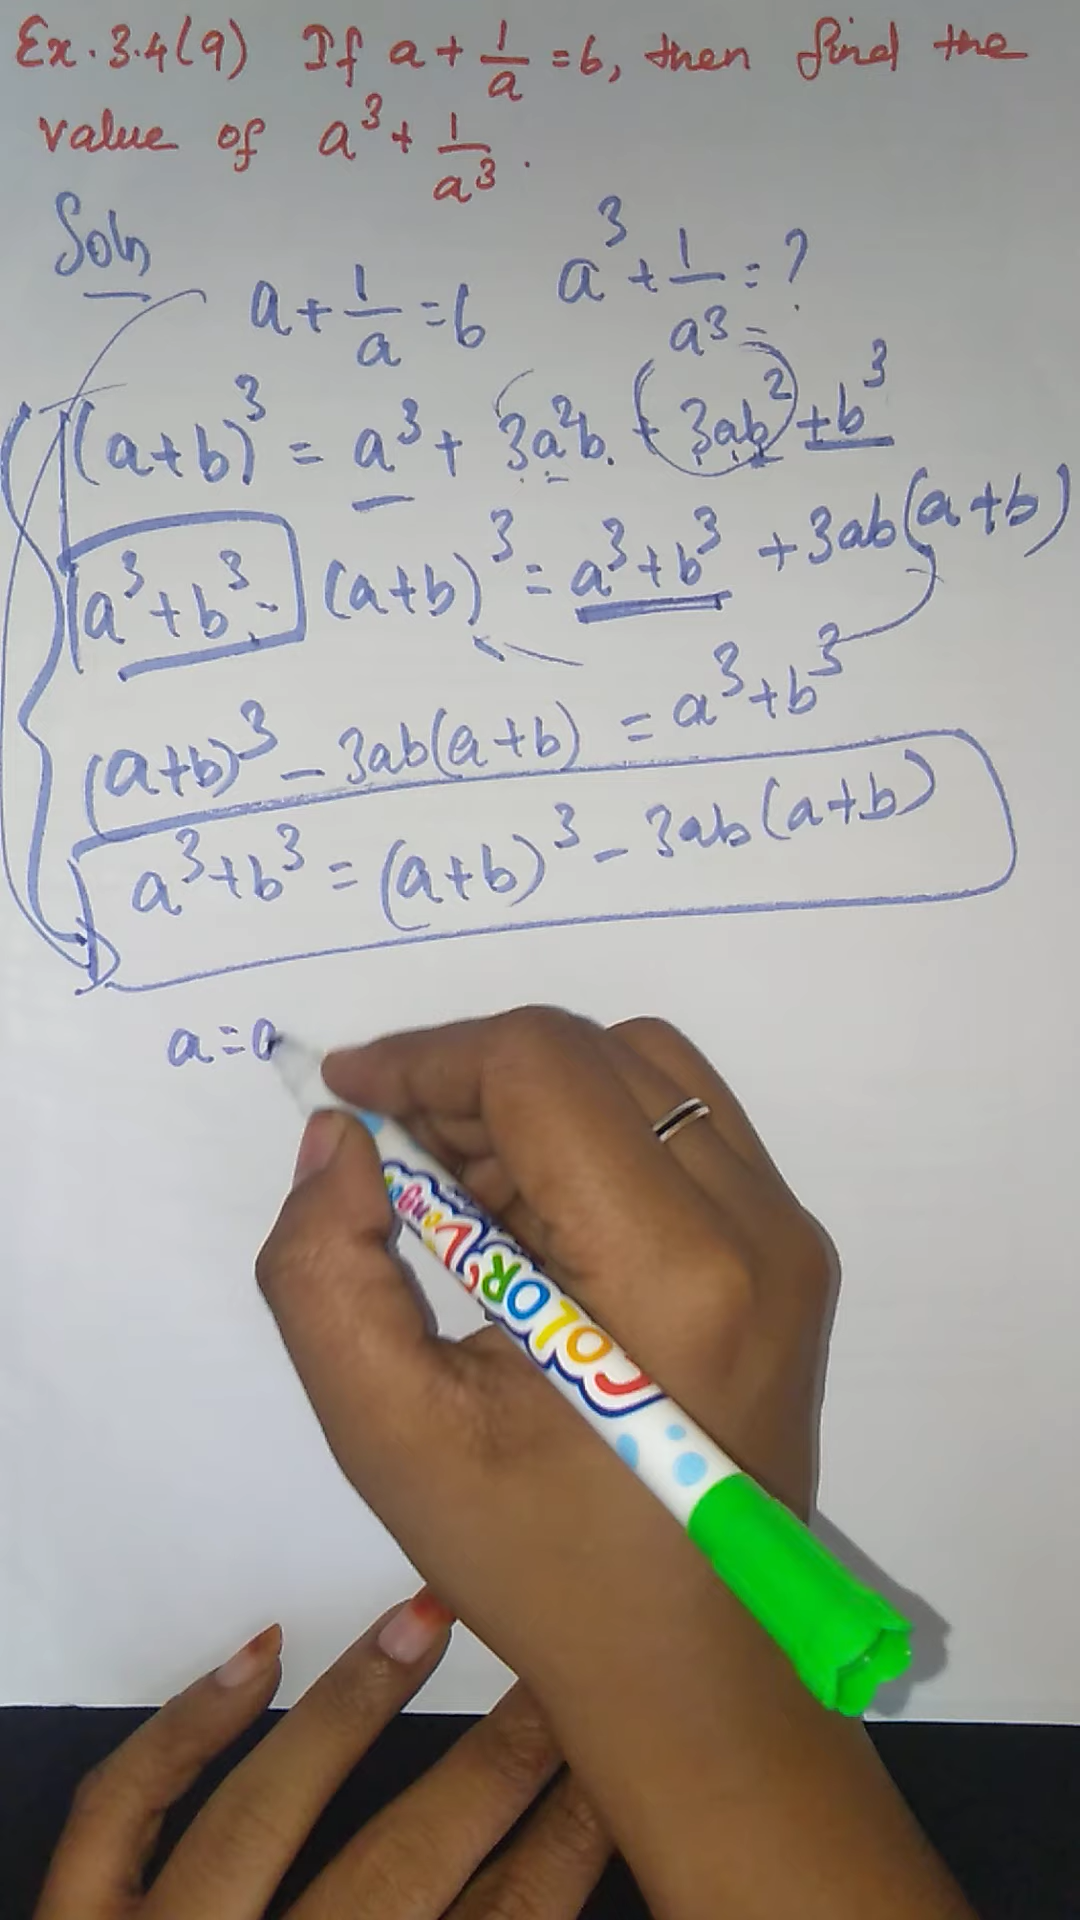 Ex.3.4(9) If a + 1/a = 6, then find the
value of a³ + 1/a³.
Soln
a + 1/a = 6   a³ + 1/a³ = ?
(a+b)³ = a³ + 3a²b + 3ab² + b³
a³+b³ = (a+b)³ = a³+b³ + 3ab(a+b)
(a+b)³ - 3ab(a+b) = a³+b³
a³+b³ = (a+b)³ - 3ab(a+b)
a = a
COLOR'S